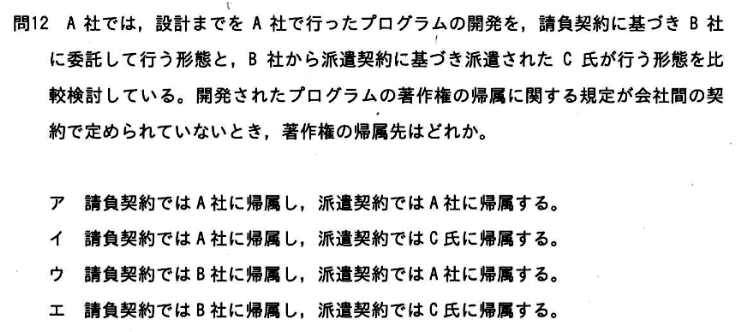 問12 A 社では，設計までを A 社で行ったプログラムの開発を，請負契約に基づき B 社
に委託して行う形態と，B 社から派遣契約に基づき派遣された C 氏が行う形態を比
較検討している。開発されたプログラムの著作権の帰属に関する規定が会社間の契
約で定められていないとき，著作権の帰属先はどれか。
ア 請負契約では A 社に帰属し，派遣契約では A 社に帰属する。
イ 請負契約では A 社に帰属し，派遣契約では C 氏に帰属する。
ウ 請負契約では B 社に帰属し，派遣契約では A 社に帰属する。
エ 請負契約では B 社に帰属し，派遣契約では C 氏に帰属する。